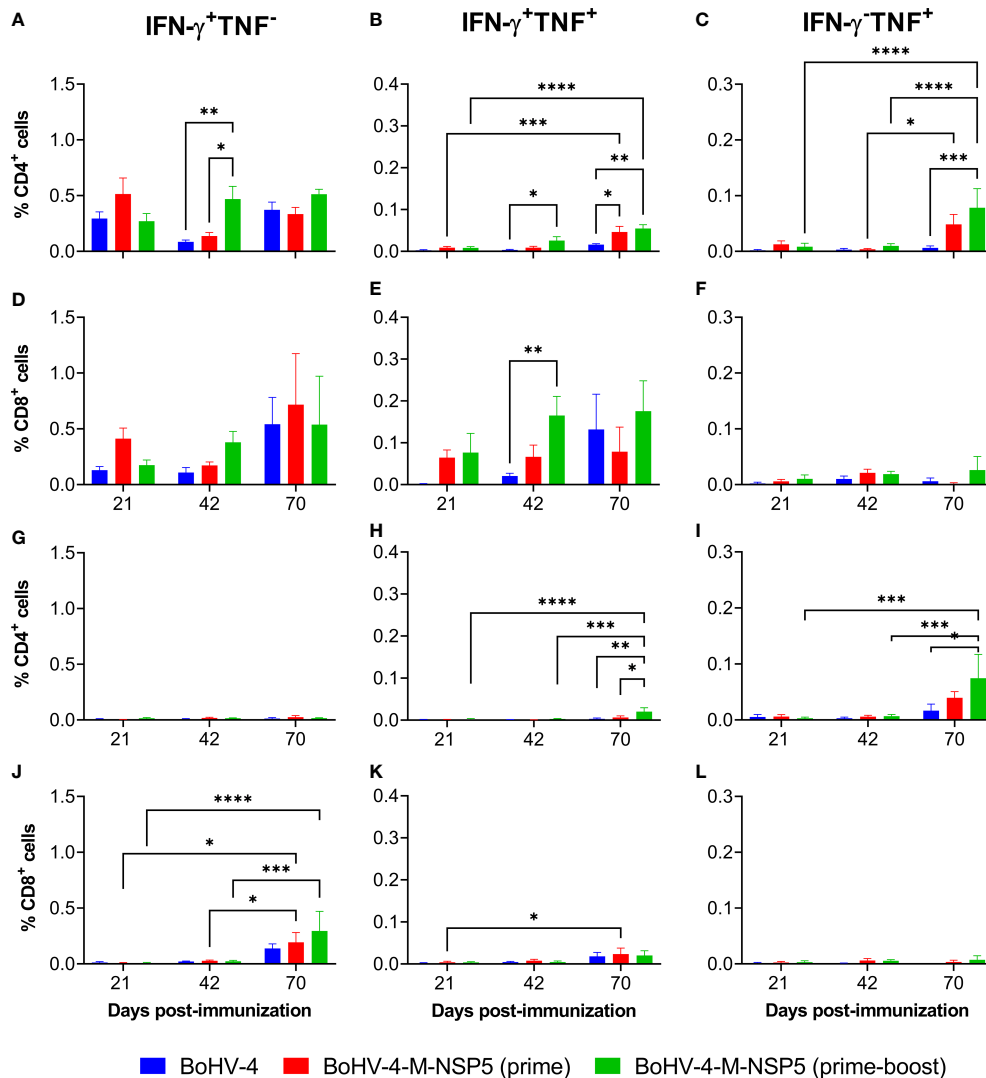 A IFN-γ⁺TNF⁻ B IFN-γ⁺TNF⁺ C IFN-γ⁻TNF⁺
% CD4⁺ cells
1.5
1.0
0.5
0.0
**
*
0.4
0.3
0.2
0.1
0.0
****
***
*
**
*
0.3
0.2
0.1
0.0
****
****
*
***
D
% CD8⁺ cells
1.5
1.0
0.5
0.0
21 42 70
E
0.4
0.3
0.2
0.1
0.0
**
21 42 70
F
0.3
0.2
0.1
0.0
21 42 70
G
% CD4⁺ cells
1.5
1.0
0.5
0.0
21 42 70
H
0.4
0.3
0.2
0.1
0.0
****
***
**
*
21 42 70
I
0.3
0.2
0.1
0.0
***
***
*
21 42 70
J
% CD8⁺ cells
1.5
1.0
0.5
0.0
****
*
***
*
21 42 70
Days post-immunization
K
0.4
0.3
0.2
0.1
0.0
*
21 42 70
Days post-immunization
L
0.3
0.2
0.1
0.0
21 42 70
Days post-immunization
BoHV-4 BoHV-4-M-NSP5 (prime) BoHV-4-M-NSP5 (prime-boost)